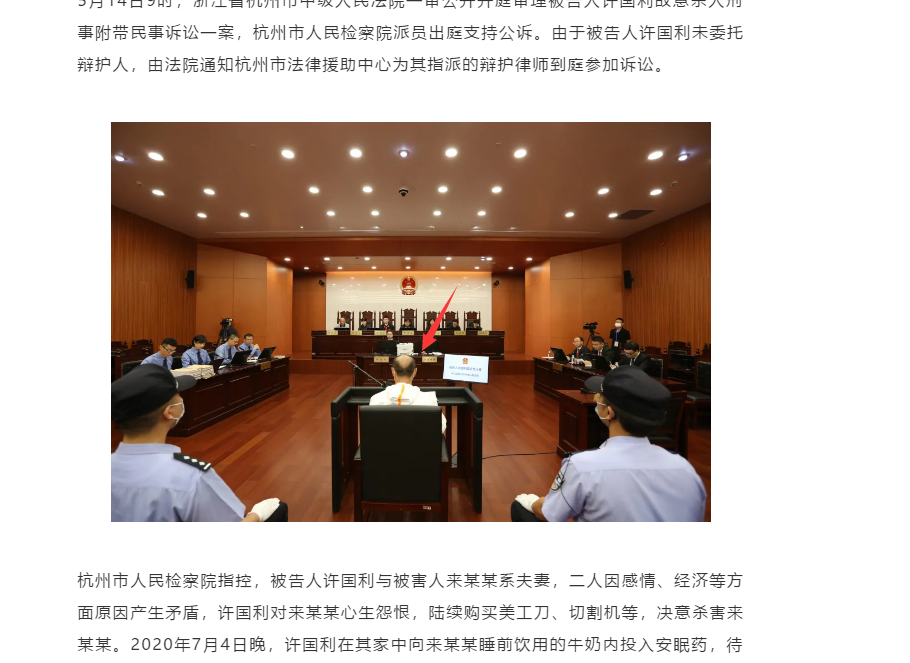 5月14日9时，浙江省杭州市中级人民法院一审公开开庭审理被告人许国利故意杀人刑
事附带民事诉讼一案，杭州市人民检察院派员出庭支持公诉。由于被告人许国利未委托
辩护人，由法院通知杭州市法律援助中心为其指派的辩护律师到庭参加诉讼。
杭州市人民检察院指控，被告人许国利与被害人来某某系夫妻，二人因感情、经济等方
面原因产生矛盾，许国利对来某某心生怨恨，陆续购买美工刀、切割机等，决意杀害来
某某。2020年7月4日晚，许国利在其家中向来某某睡前饮用的牛奶内投入安眠药，待